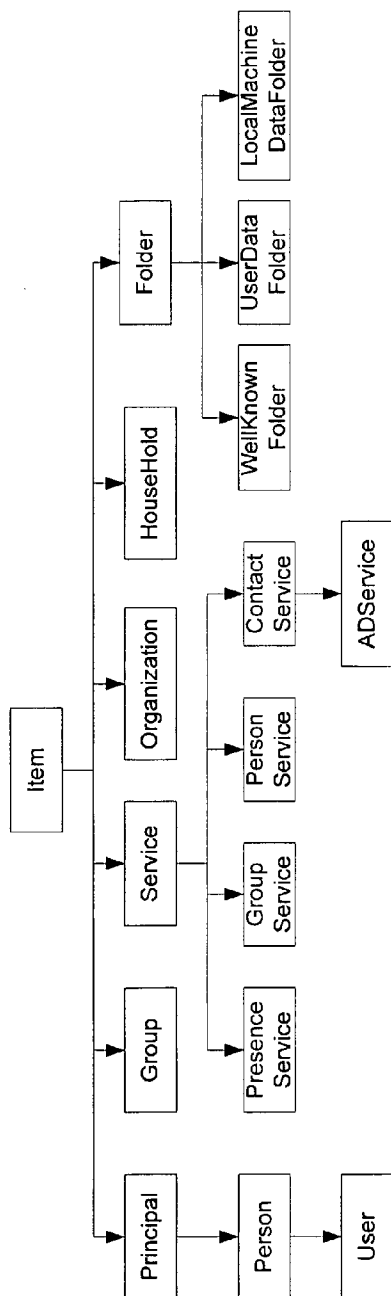 Item
Principal
Group
Service
Organization
HouseHold
Folder
Person
Presence
Service
Group
Service
Person
Service
Contact
Service
WellKnown
Folder
UserData
Folder
LocalMachine
DataFolder
User
ADService